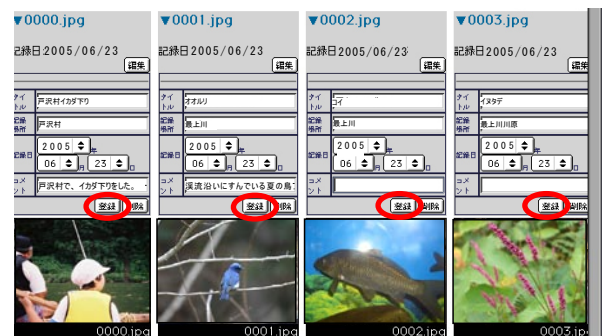 ▼0000.jpg
記録日:2005/06/23
編集
タイトル 戸沢村イカダ下り
記録場所 戸沢村
記録日 2005 年
06 月 23 日
コメント 戸沢村で、イカダ下りをした。
登録 削除
0000.jpg
▼0001.jpg
記録日2005/06/23
編集
タイトル オオルリ
記録場所 最上川
記録日 2005 年
06 月 23 日
コメント 渓流沿いにすんでいる夏の鳥
登録 削除
0001.jpg
▼0002.jpg
記録日2005/06/23
編集
タイトル コイ
記録場所 最上川
記録日 2005 年
06 月 23 日
コメント
登録 削除
0002.jpg
▼0003.jpg
記録日2005/06/23
編集
タイトル イヌタデ
記録場所 最上川川原
記録日 2005 年
06 月 23 日
コメント
登録 削除
0003.jp